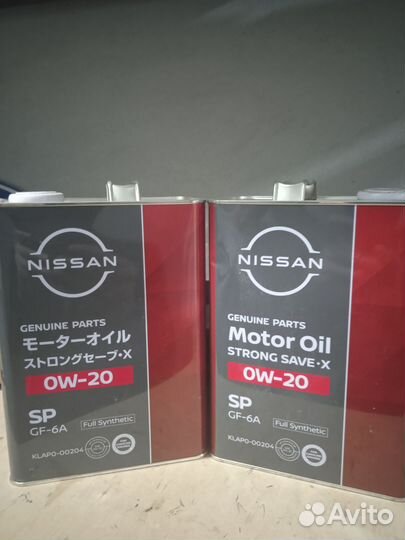 NISSAN
GENUINE PARTS
モーターオイル
ストロングセーブ・X
0W-20
SP
GF-6A
Full Synthetic
KLAP0-00204
NISSAN
GENUINE PARTS
Motor Oil
STRONG SAVE・X
0W-20
SP
GF-6A
Full Synthetic
KLAP0-00204
Avito